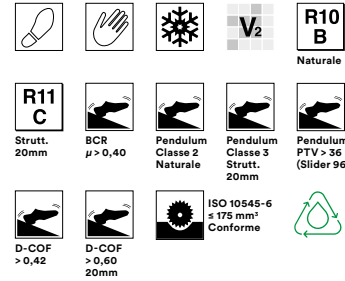 V2
R10
B
Naturale
R11
C
Strutt.
20mm
BCR
μ > 0,40
Pendulum
Classe 2
Naturale
Pendulum
Classe 3
Strutt.
20mm
Pendulum
PTV > 36
(Slider 96
D-COF
> 0,42
D-COF
> 0,60
20mm
ISO 10545-6
≤ 175 mm³
Conforme